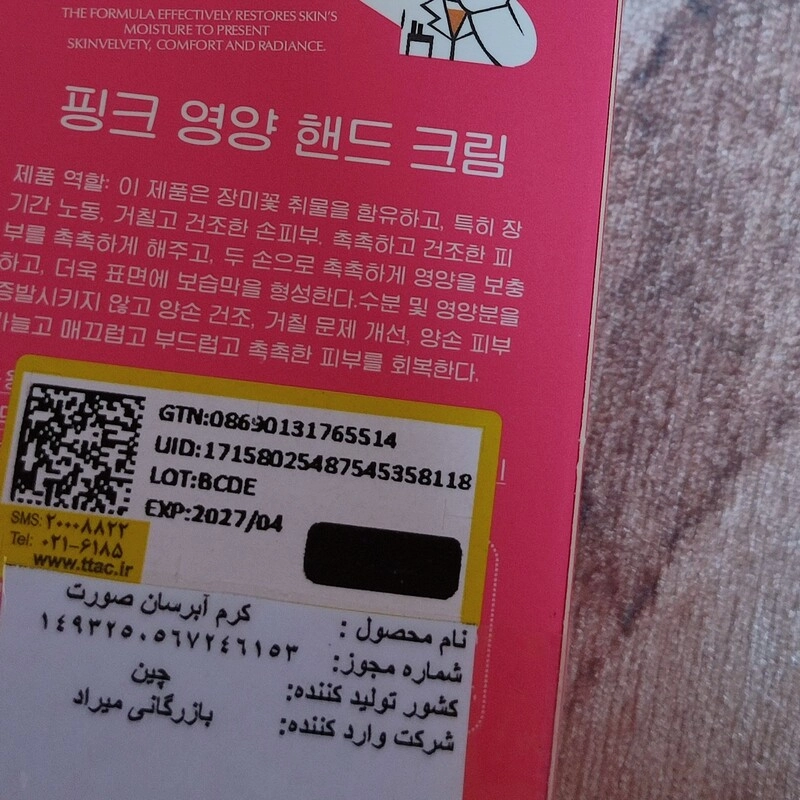 THE FORMULA EFFECTIVELY RESTORES SKIN'S
MOISTURE TO PRESENT
SKINVELVETY, COMFORT AND RADIANCE.
핑크 영양 핸드 크림
제품 역할: 이 제품은 장미꽃 취물을 함유하고, 특히 장
기간 노동, 거칠고 건조한 손피부. 촉촉하고 건조한 피
부를 촉촉하게 해주고, 두 손으로 촉촉하게 영양을 보충
하고, 더욱 표면에 보습막을 형성한다.수분 및 영양분을
증발시키지 않고 양손 건조, 거칠 문제 개선, 양손 피부
매끄럽고 부드럽고 촉촉한 피부를 회복한다.
GTN:08690131765514
UID:17158025487545358118
LOT:BCDE
EXP:2027/04
SMS: ۲۰۰۰۸۸۲۲
Tel: ۰۲۱-۶۱۸۵
www.ttac.ir
نام محصول : کرم آبرسان صورت
شماره مجوز: ۱۴۹۳۲۵۰۵۶۷۲۴۶۱۵۳
کشور تولید کننده: چین
شرکت وارد کننده: بازرگانی میراد